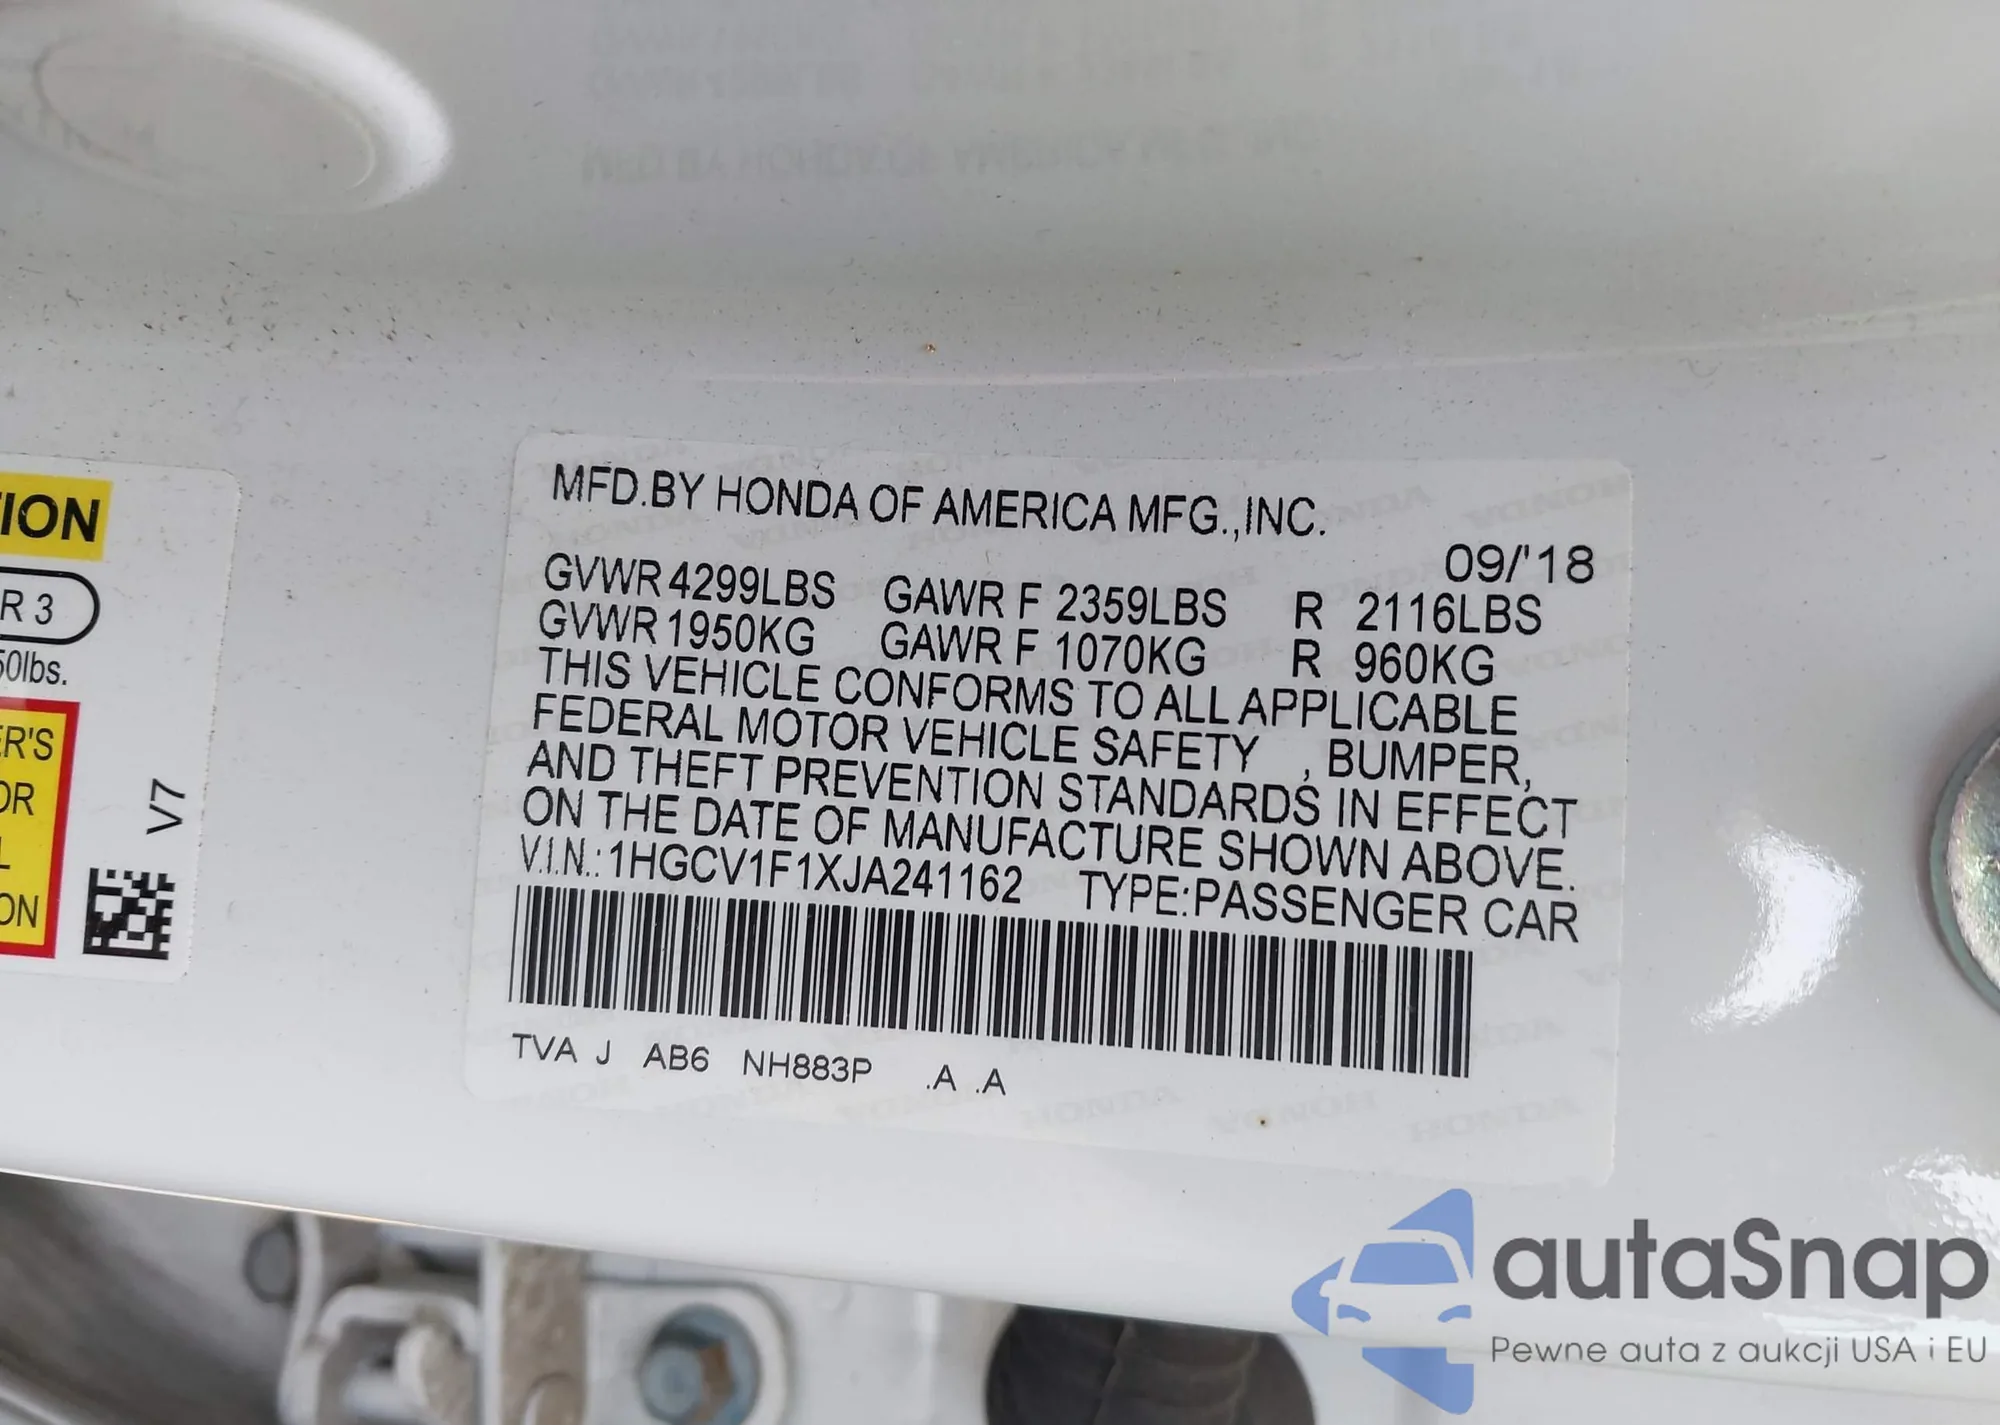 MFD.BY HONDA OF AMERICA MFG.,INC.
09/'18
GVWR 4299LBS GAWR F 2359LBS R 2116LBS
GVWR 1950KG GAWR F 1070KG R 960KG
THIS VEHICLE CONFORMS TO ALL APPLICABLE
FEDERAL MOTOR VEHICLE SAFETY , BUMPER,
AND THEFT PREVENTION STANDARDS IN EFFECT
ON THE DATE OF MANUFACTURE SHOWN ABOVE.
V.I.N.: 1HGCV1F1XJA241162 TYPE:PASSENGER CAR
TVA J AB6 NH883P .A .A
TION
R 3
50lbs.
ER'S
OR
L
ON
V7
autaSnap
Pewne auta z aukcji USA i EU